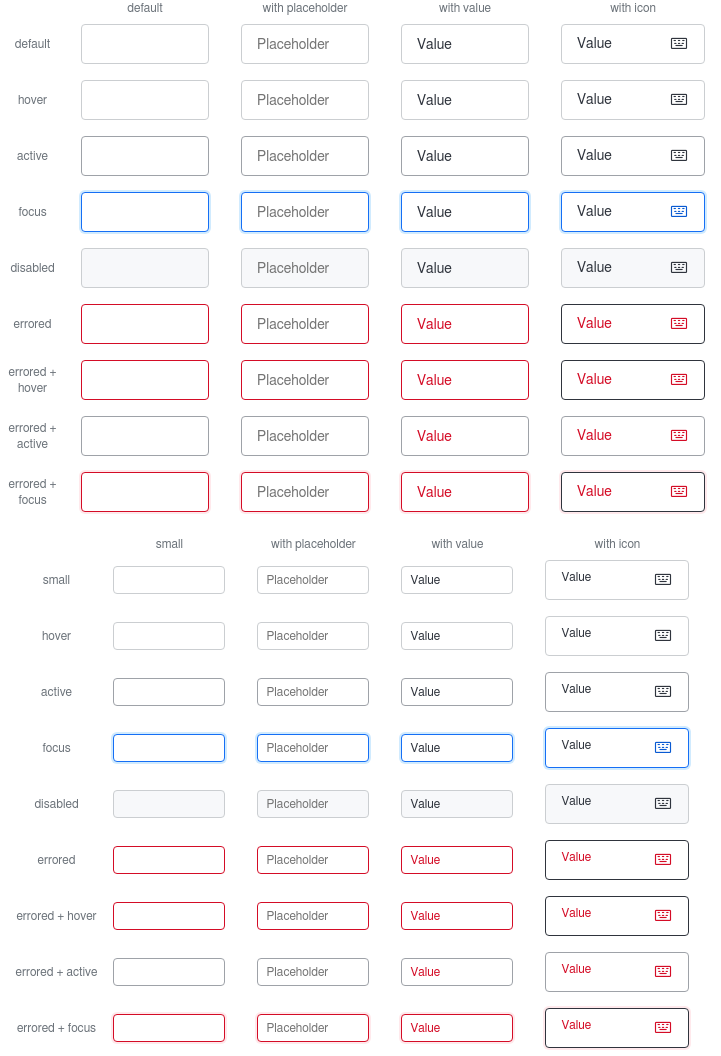 default with placeholder with value with icon
default Placeholder Value Value
hover Placeholder Value Value
active Placeholder Value Value
focus Placeholder Value Value
disabled Placeholder Value Value
errored Placeholder Value Value
errored +
hover Placeholder Value Value
errored +
active Placeholder Value Value
errored +
focus Placeholder Value Value
small with placeholder with value with icon
small Placeholder Value Value
hover Placeholder Value Value
active Placeholder Value Value
focus Placeholder Value Value
disabled Placeholder Value Value
errored Placeholder Value Value
errored + hover Placeholder Value Value
errored + active Placeholder Value Value
errored + focus Placeholder Value Value